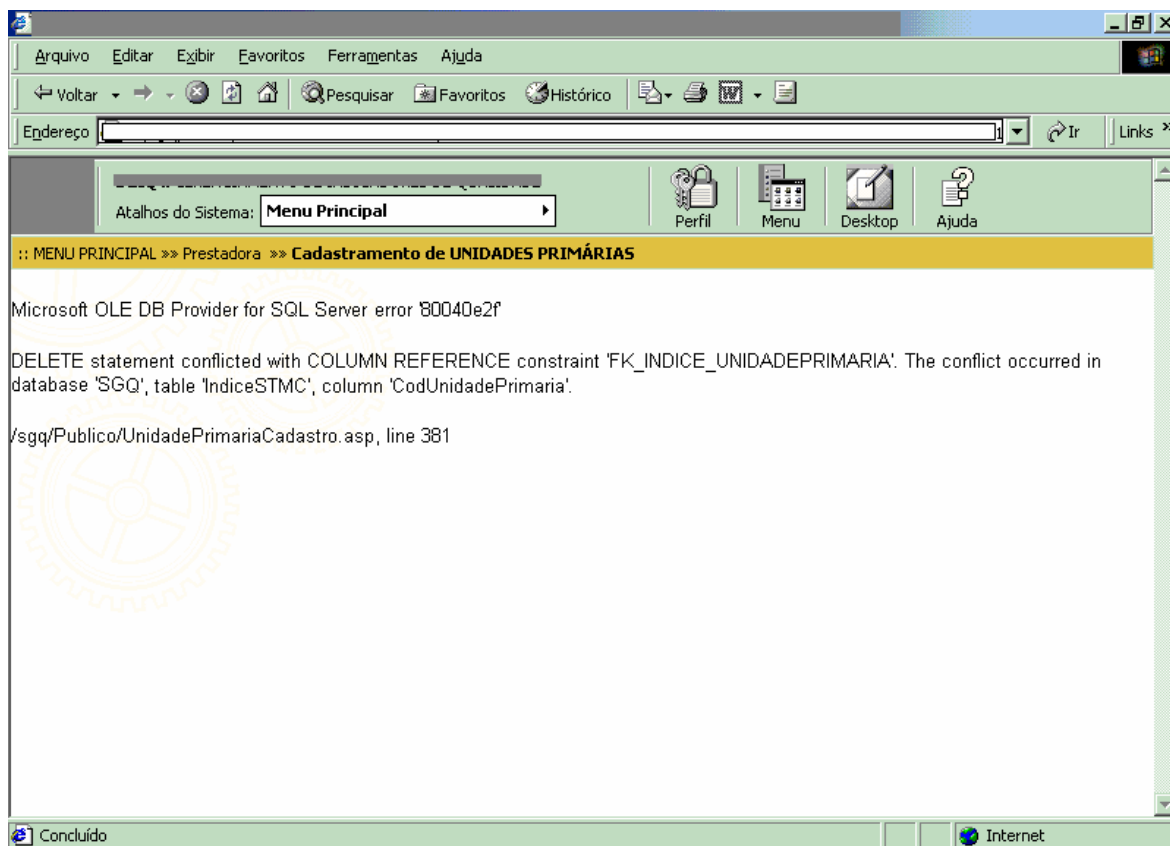 Arquivo Editar Exibir Favoritos Ferramentas Ajuda
Voltar Pesquisar Favoritos Histórico
Endereço Ir Links »
Atalhos do Sistema: Menu Principal
Perfil Menu Desktop Ajuda
:: MENU PRINCIPAL »» Prestadora »» Cadastramento de UNIDADES PRIMÁRIAS
Microsoft OLE DB Provider for SQL Server error '80040e2f'
DELETE statement conflicted with COLUMN REFERENCE constraint 'FK_INDICE_UNIDADEPRIMARIA'. The conflict occurred in
database 'SGQ', table 'IndiceSTMC', column 'CodUnidadePrimaria'.
/sgq/Publico/UnidadePrimariaCadastro.asp, line 381
Concluído Internet